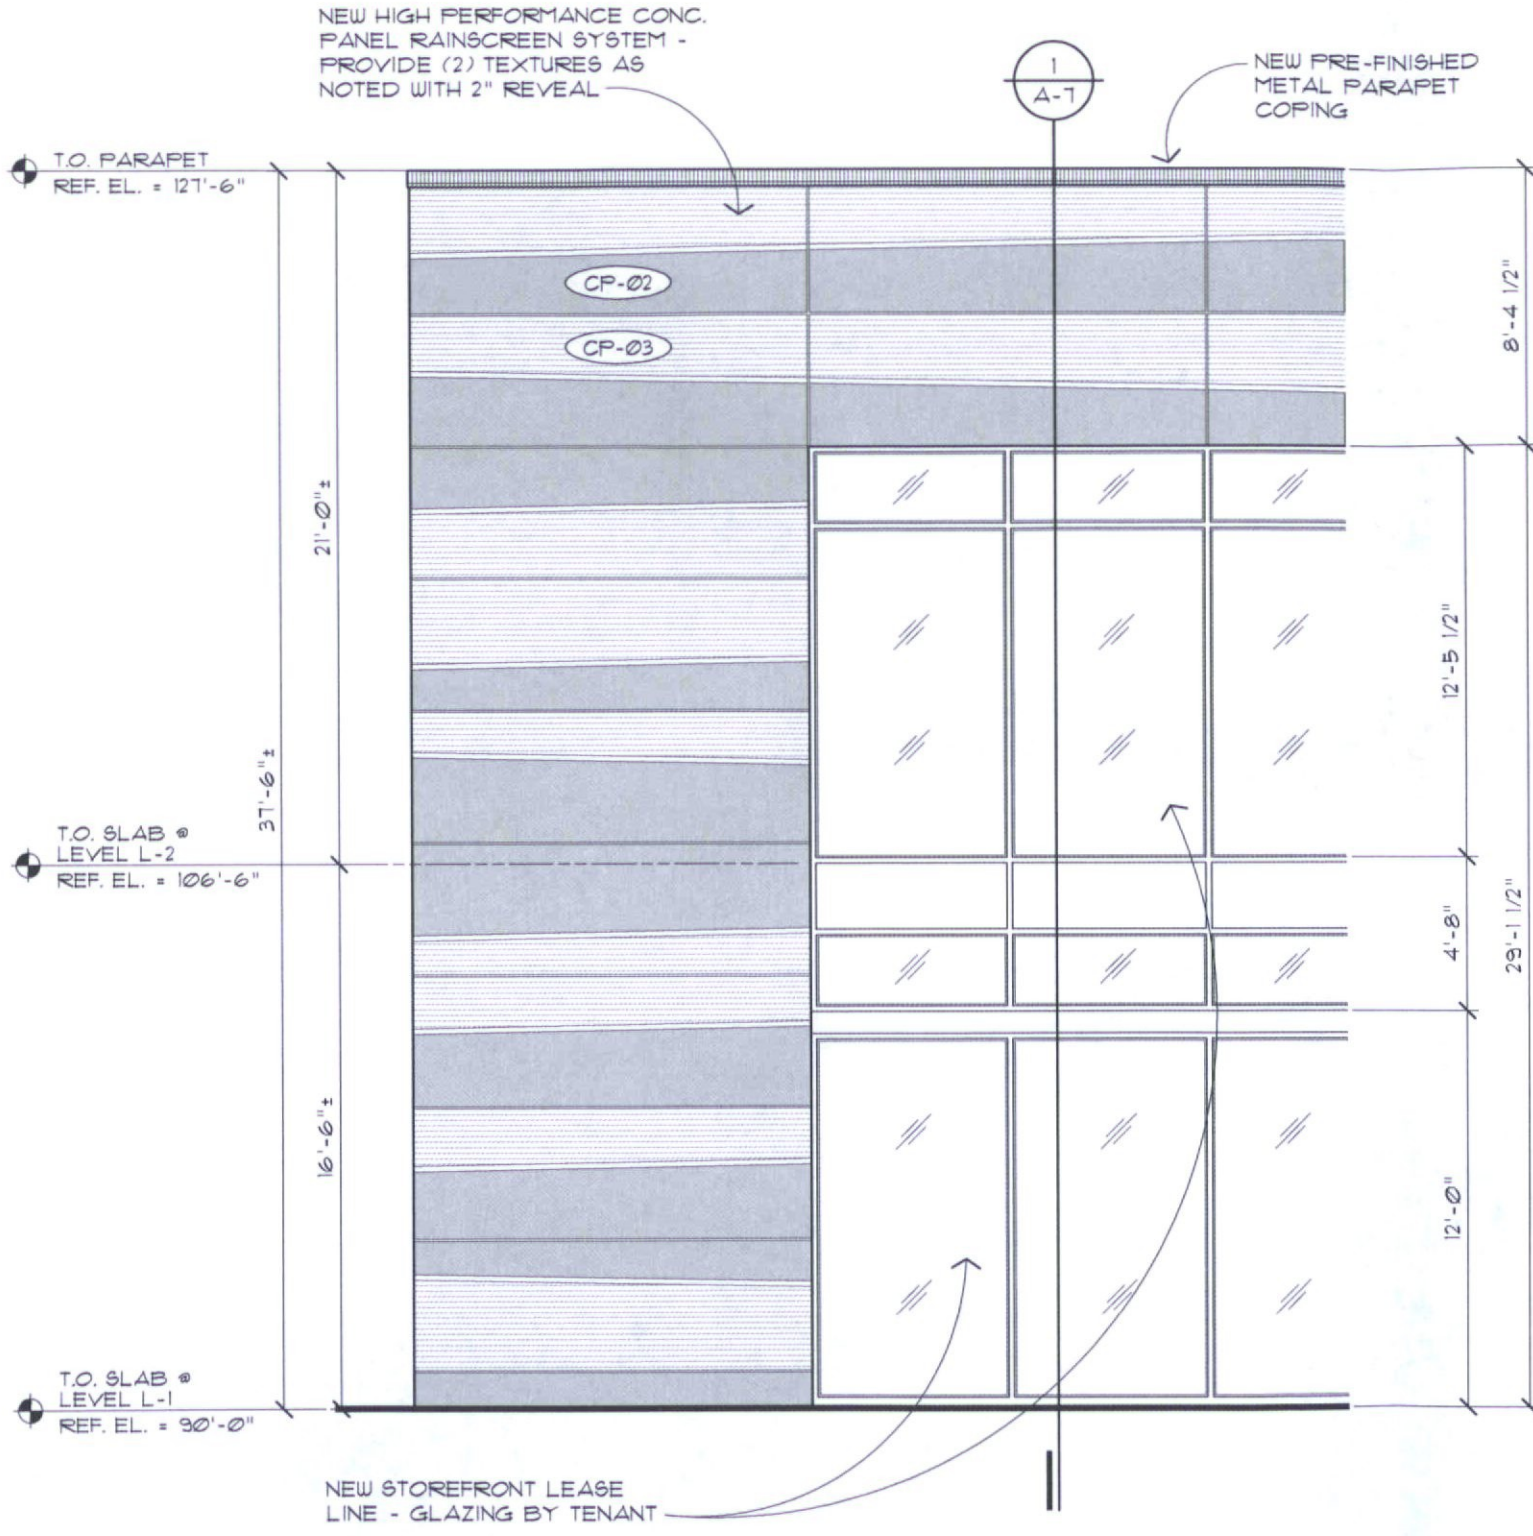 NEW HIGH PERFORMANCE CONC.
PANEL RAINSCREEN SYSTEM -
PROVIDE (2) TEXTURES AS
NOTED WITH 2" REVEAL
1
A-7
NEW PRE-FINISHED
METAL PARAPET
COPING
T.O. PARAPET
REF. EL. = 127'-6"
CP-02
CP-03
8'-4 1/2"
21'-0"±
37'-6"±
12'-5 1/2"
T.O. SLAB @
LEVEL L-2
REF. EL. = 106'-6"
4'-8"
29'-1 1/2"
16'-6"±
12'-0"
T.O. SLAB @
LEVEL L-1
REF. EL. = 90'-0"
NEW STOREFRONT LEASE
LINE - GLAZING BY TENANT